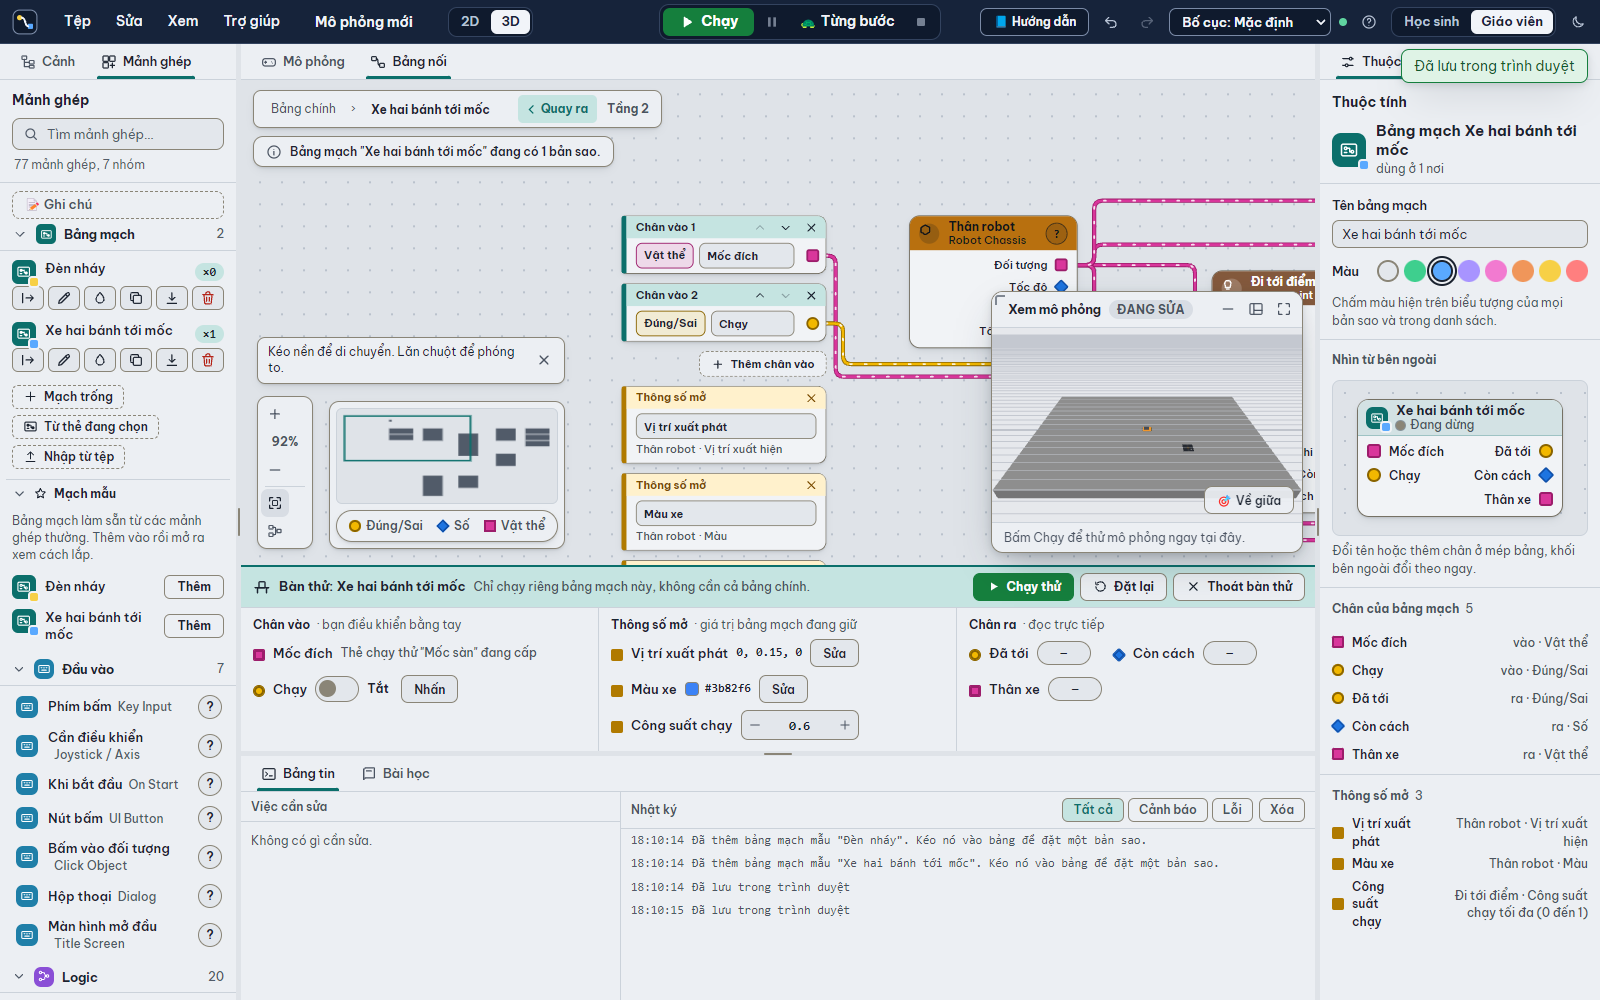 Tệp
Sửa
Xem
Trợ giúp
Mô phỏng mới
2D
3D
Chạy
Từng bước
Hướng dẫn
Bố cục: Mặc định
Học sinh
Giáo viên
Cảnh
Mảnh ghép
Mô phỏng
Bảng nối
Thuộc
Đã lưu trong trình duyệt
Mảnh ghép
Tìm mảnh ghép...
77 mảnh ghép, 7 nhóm
Ghi chú
Bảng mạch
2
Đèn nháy
×0
Xe hai bánh tới mốc
×1
Mạch trống
Từ thẻ đang chọn
Nhập từ tệp
Mạch mẫu
Bảng mạch làm sẵn từ các mảnh
ghép thường. Thêm vào rồi mở ra
xem cách lắp.
Đèn nháy
Thêm
Xe hai bánh tới
mốc
Thêm
Đầu vào
7
Phím bấm Key Input
?
Cần điều khiển
Joystick / Axis
?
Khi bắt đầu On Start
?
Nút bấm UI Button
?
Bấm vào đối tượng
Click Object
?
Hộp thoại Dialog
?
Màn hình mở đầu
Title Screen
?
Logic
20
Bảng chính
Xe hai bánh tới mốc
Quay ra
Tầng 2
Bảng mạch "Xe hai bánh tới mốc" đang có 1 bản sao.
Kéo nền để di chuyển. Lăn chuột để phóng
to.
92%
Đúng/Sai
Số
Vật thể
Chân vào 1
Vật thể
Mốc đích
Chân vào 2
Đúng/Sai
Chạy
Thêm chân vào
Thông số mở
Vị trí xuất phát
Thân robot · Vị trí xuất hiện
Thông số mở
Màu xe
Thân robot · Màu
Thân robot
Robot Chassis
?
Đối tượng
Tốc độ
Đi tới điểm
Xem mô phỏng
ĐANG SỬA
Về giữa
Bấm Chạy để thử mô phỏng ngay tại đây.
Bàn thử: Xe hai bánh tới mốc
Chỉ chạy riêng bảng mạch này, không cần cả bảng chính.
Chạy thử
Đặt lại
Thoát bàn thử
Chân vào · bạn điều khiển bằng tay
Mốc đích
Thẻ chạy thử "Mốc sàn" đang cấp
Chạy
Tắt
Nhấn
Thông số mở · giá trị bảng mạch đang giữ
Vị trí xuất phát
0, 0.15, 0
Sửa
Màu xe
#3b82f6
Sửa
Công suất chạy
0.6
Chân ra · đọc trực tiếp
Đã tới
–
Còn cách
–
Thân xe
–
Bảng tin
Bài học
Việc cần sửa
Không có gì cần sửa.
Nhật ký
Tất cả
Cảnh báo
Lỗi
Xóa
18:10:14 Đã thêm bảng mạch mẫu "Đèn nháy". Kéo nó vào bảng để đặt một bản sao.
18:10:14 Đã thêm bảng mạch mẫu "Xe hai bánh tới mốc". Kéo nó vào bảng để đặt một bản sao.
18:10:14 Đã lưu trong trình duyệt
18:10:15 Đã lưu trong trình duyệt
Thuộc tính
Bảng mạch Xe hai bánh tới
mốc
dùng ở 1 nơi
Tên bảng mạch
Xe hai bánh tới mốc
Màu
Chấm màu hiện trên biểu tượng của mọi
bản sao và trong danh sách.
Nhìn từ bên ngoài
Xe hai bánh tới mốc
Đang dừng
Mốc đích
Đã tới
Chạy
Còn cách
Thân xe
Đổi tên hoặc thêm chân ở mép bảng, khối
bên ngoài đổi theo ngay.
Chân của bảng mạch 5
Mốc đích
vào · Vật thể
Chạy
vào · Đúng/Sai
Đã tới
ra · Đúng/Sai
Còn cách
ra · Số
Thân xe
ra · Vật thể
Thông số mở 3
Vị trí xuất
phát
Thân robot · Vị trí xuất
hiện
Màu xe
Thân robot · Màu
Công
suất
chạy
Đi tới điểm · Công suất
chạy tối đa (0 đến 1)